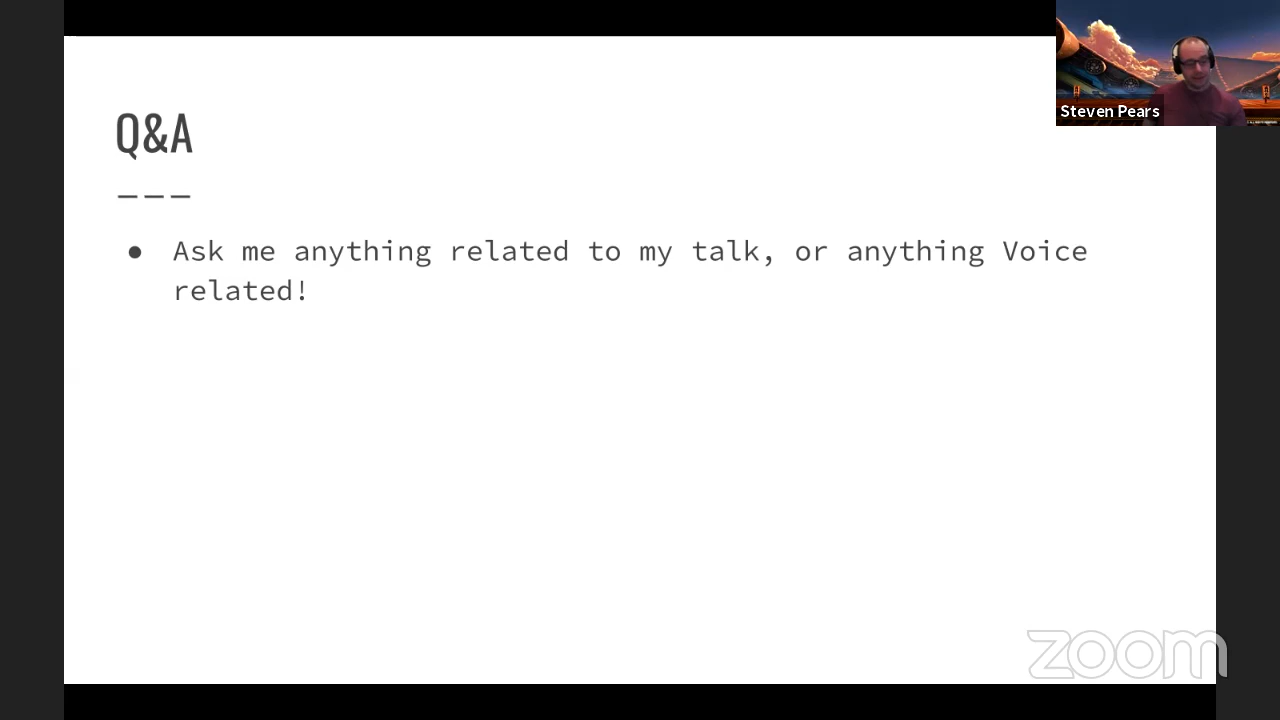 Steven Pears
Q&A
● Ask me anything related to my talk, or anything Voice
related!
zoom